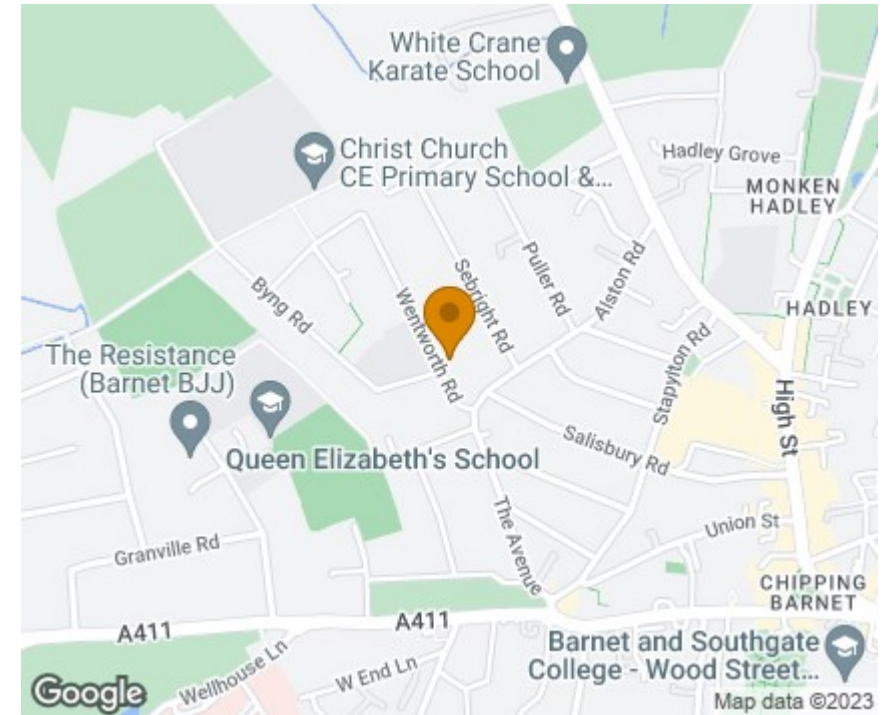 White Crane
Karate School
Christ Church
CE Primary School &...
Hadley Grove
MONKEN
HADLEY
Puller Rd
Sebright Rd
Alston Rd
Byng Rd
Wentworth Rd
HADLEY
The Resistance
(Barnet BJJ)
Stapylton Rd
High St
Queen Elizabeth's School
Salisbury Rd
The Avenue
Union St
Granville Rd
CHIPPING
BARNET
A411
A411
Barnet and Southgate
College - Wood Street...
Wellhouse Ln
W End Ln
Google
Map data ©2023